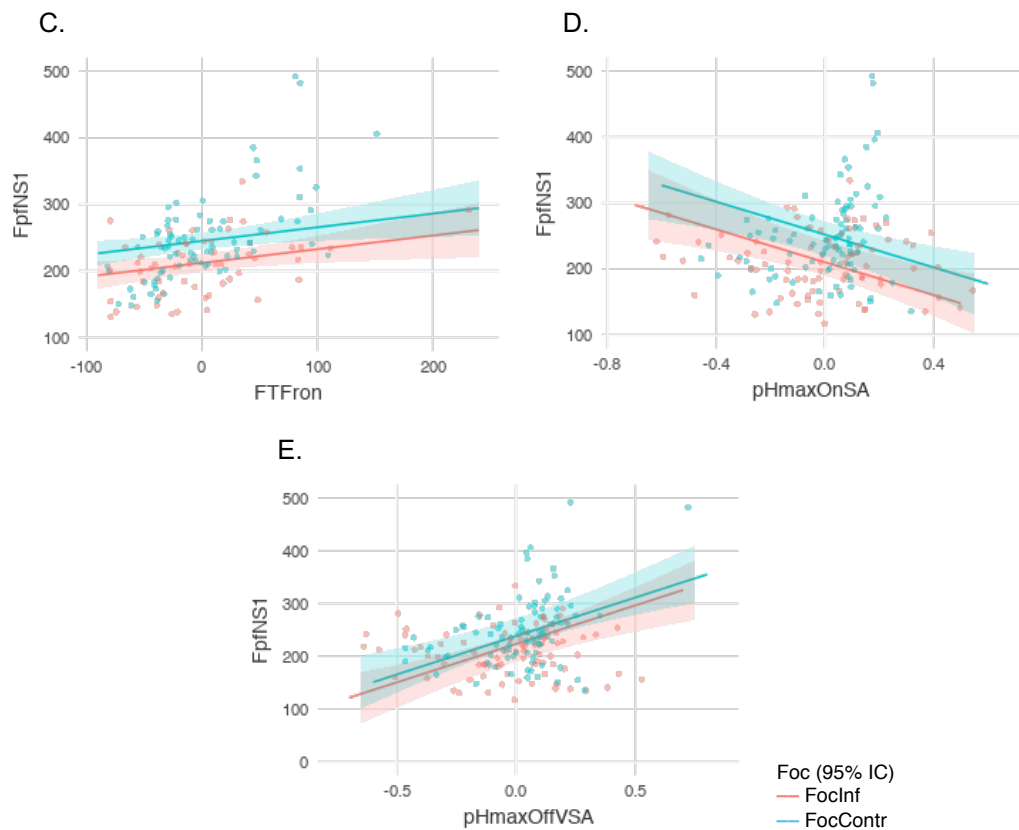 C.
D.
500
400
300
200
100
FpfNS1
-100
0
100
200
FTFron
500
400
300
200
100
FpfNS1
-0.8
-0.4
0.0
0.4
pHmaxOnSA
E.
500
400
300
200
100
0
FpfNS1
-0.5
0.0
0.5
pHmaxOffVSA
Foc (95% IC)
FocInf
FocContr